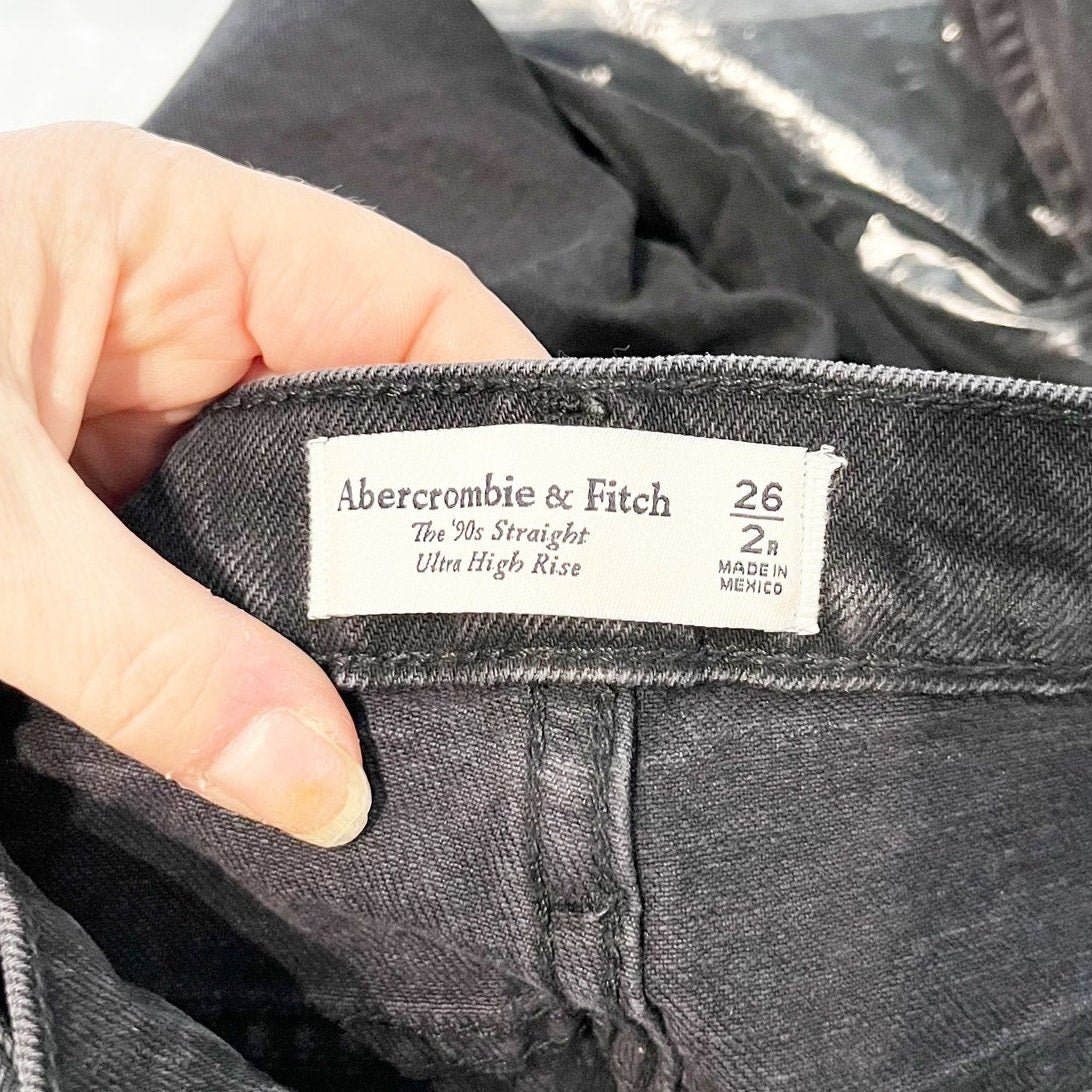 Abercrombie & Fitch
The '90s Straight
Ultra High Rise
26
2R
MADE IN
MEXICO